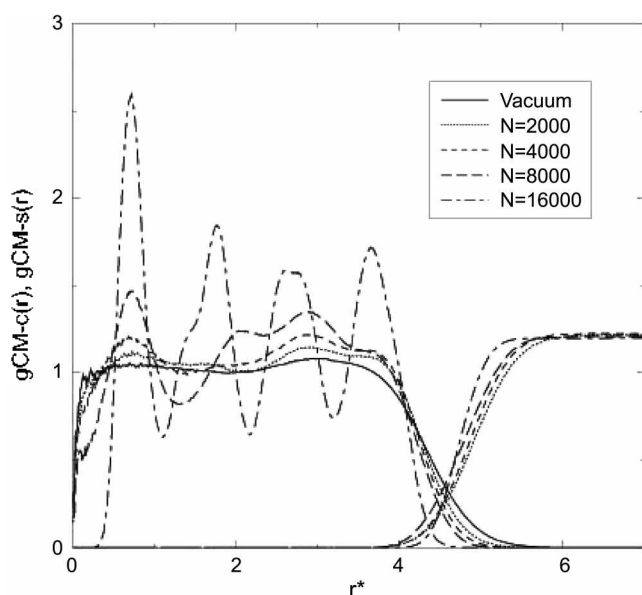 3
2
1
0
gCM-c(r), gCM-s(r)
Vacuum
N=2000
N=4000
N=8000
N=16000
0 2 4 6
r*